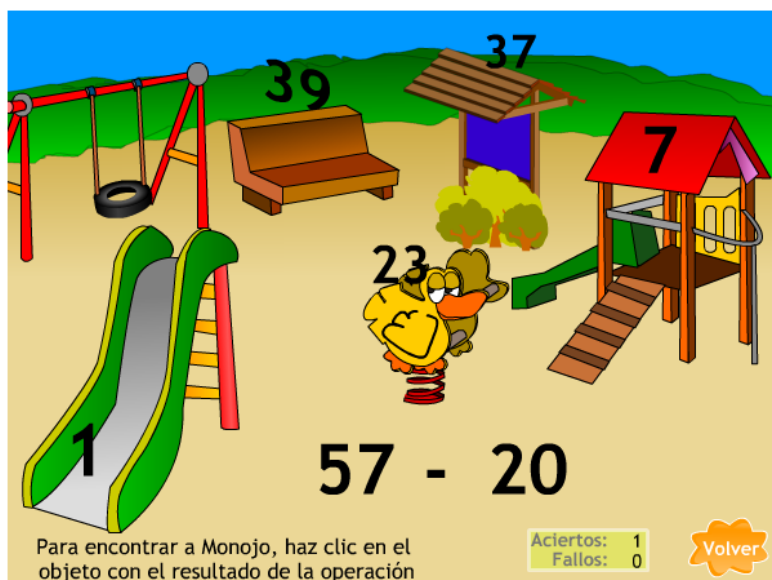 37
39
7
23
1
57 - 20
Para encontrar a Monojo, haz clic en el
objeto con el resultado de la operación
Aciertos: 1
Fallos: 0
Volver